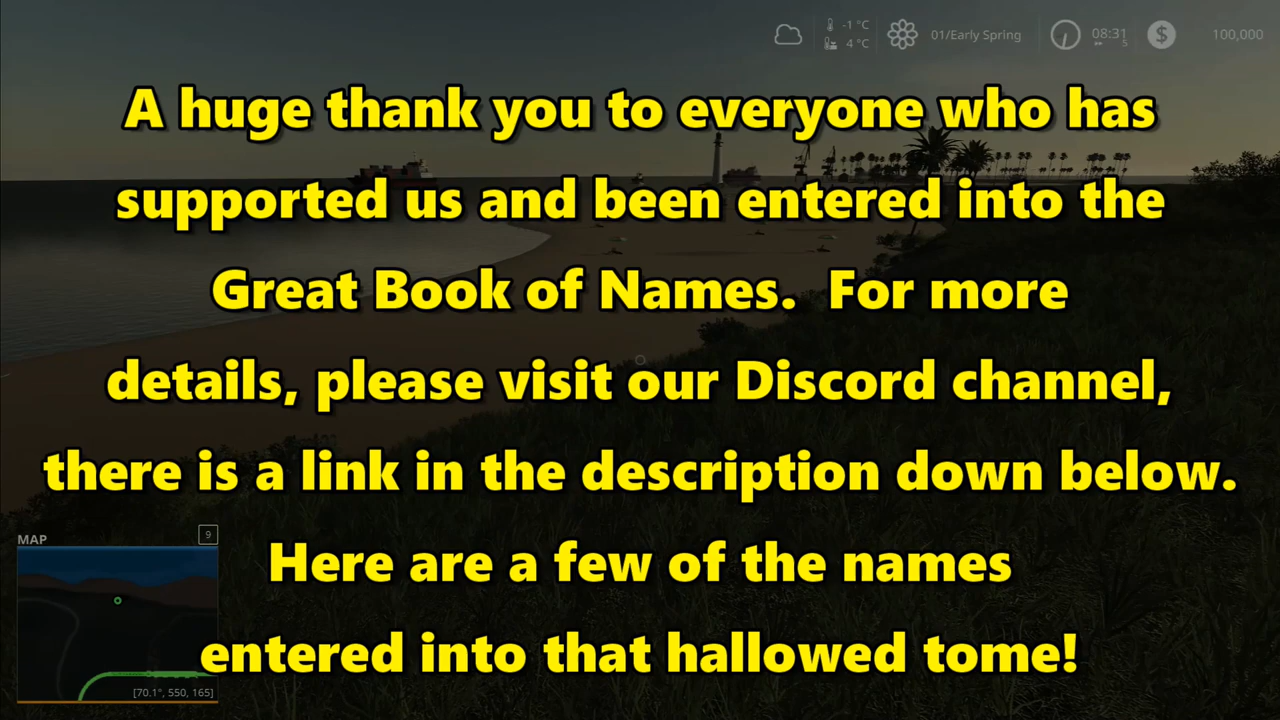 -1 °C
4 °C
01/Early Spring
08:31
5
$
100,000
A huge thank you to everyone who has
supported us and been entered into the
Great Book of Names.  For more
details, please visit our Discord channel,
there is a link in the description down below.
Here are a few of the names
entered into that hallowed tome!
MAP
9
[70.1°, 550, 165]